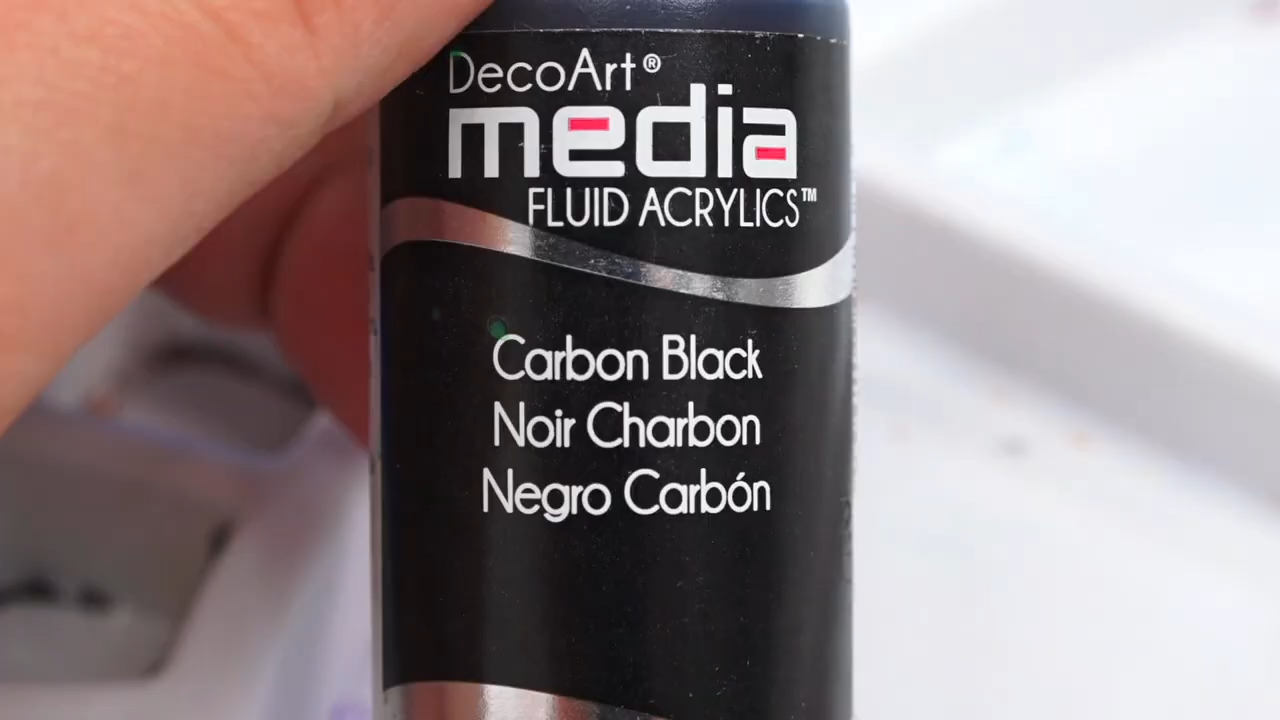 DecoArt®
media
FLUID ACRYLICS™
Carbon Black
Noir Charbon
Negro Carbón